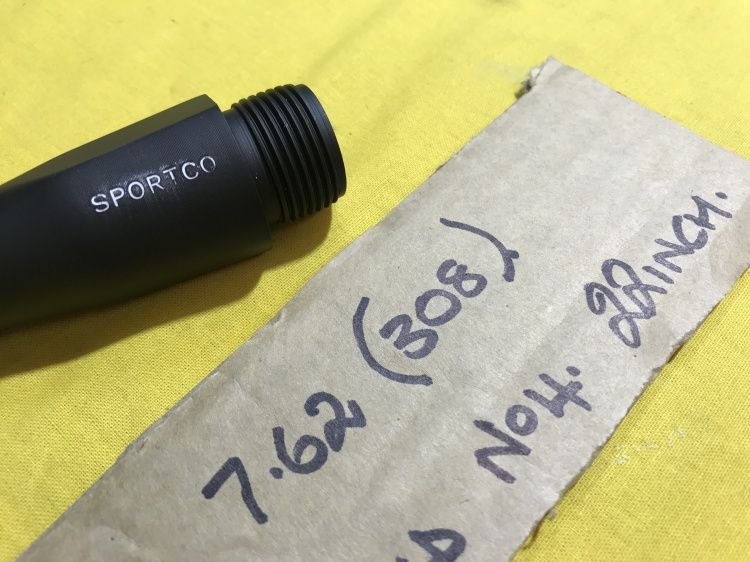 SPORTCO
7.62 (308)
No4. 22INCH.